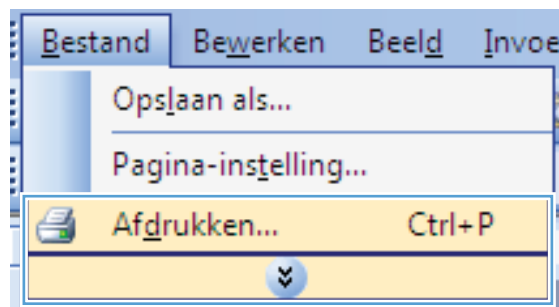 Bestand Bewerken Beeld Invoe
Opslaan als...
Pagina-instelling...
Afdrukken... Ctrl+P